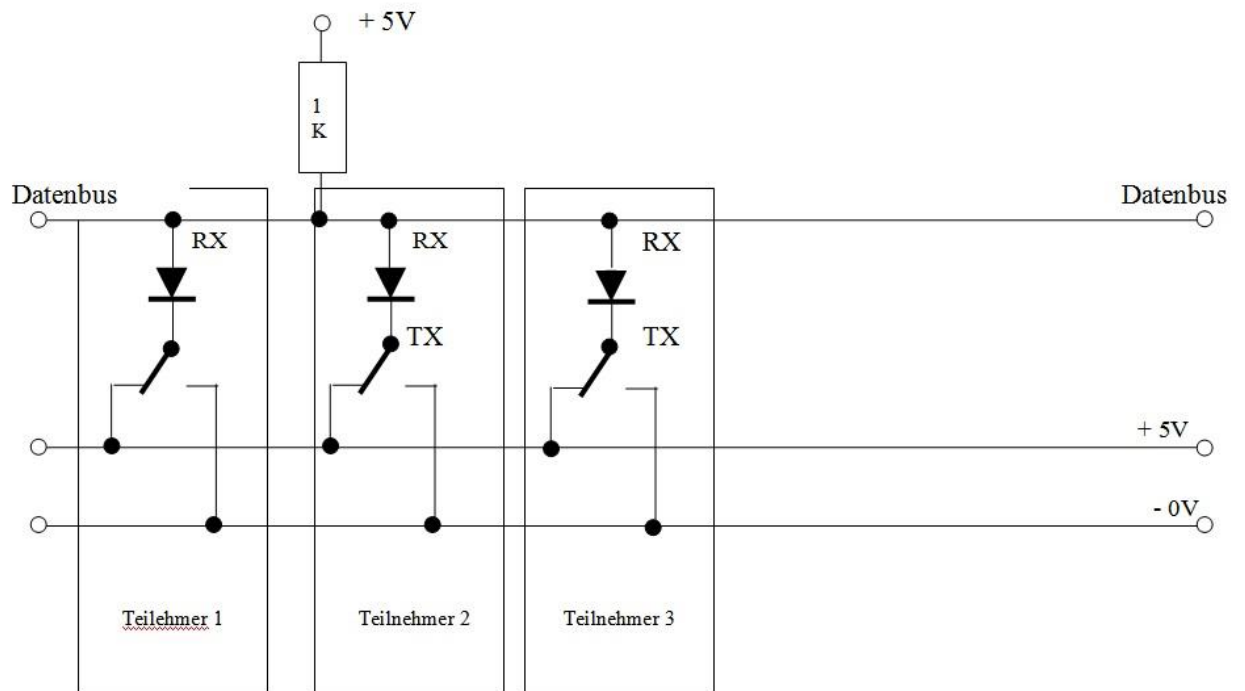 + 5V
1
K
Datenbus
Datenbus
RX
RX
RX
TX
TX
+ 5V
- 0V
Teilehmer 1
Teilnehmer 2
Teilnehmer 3